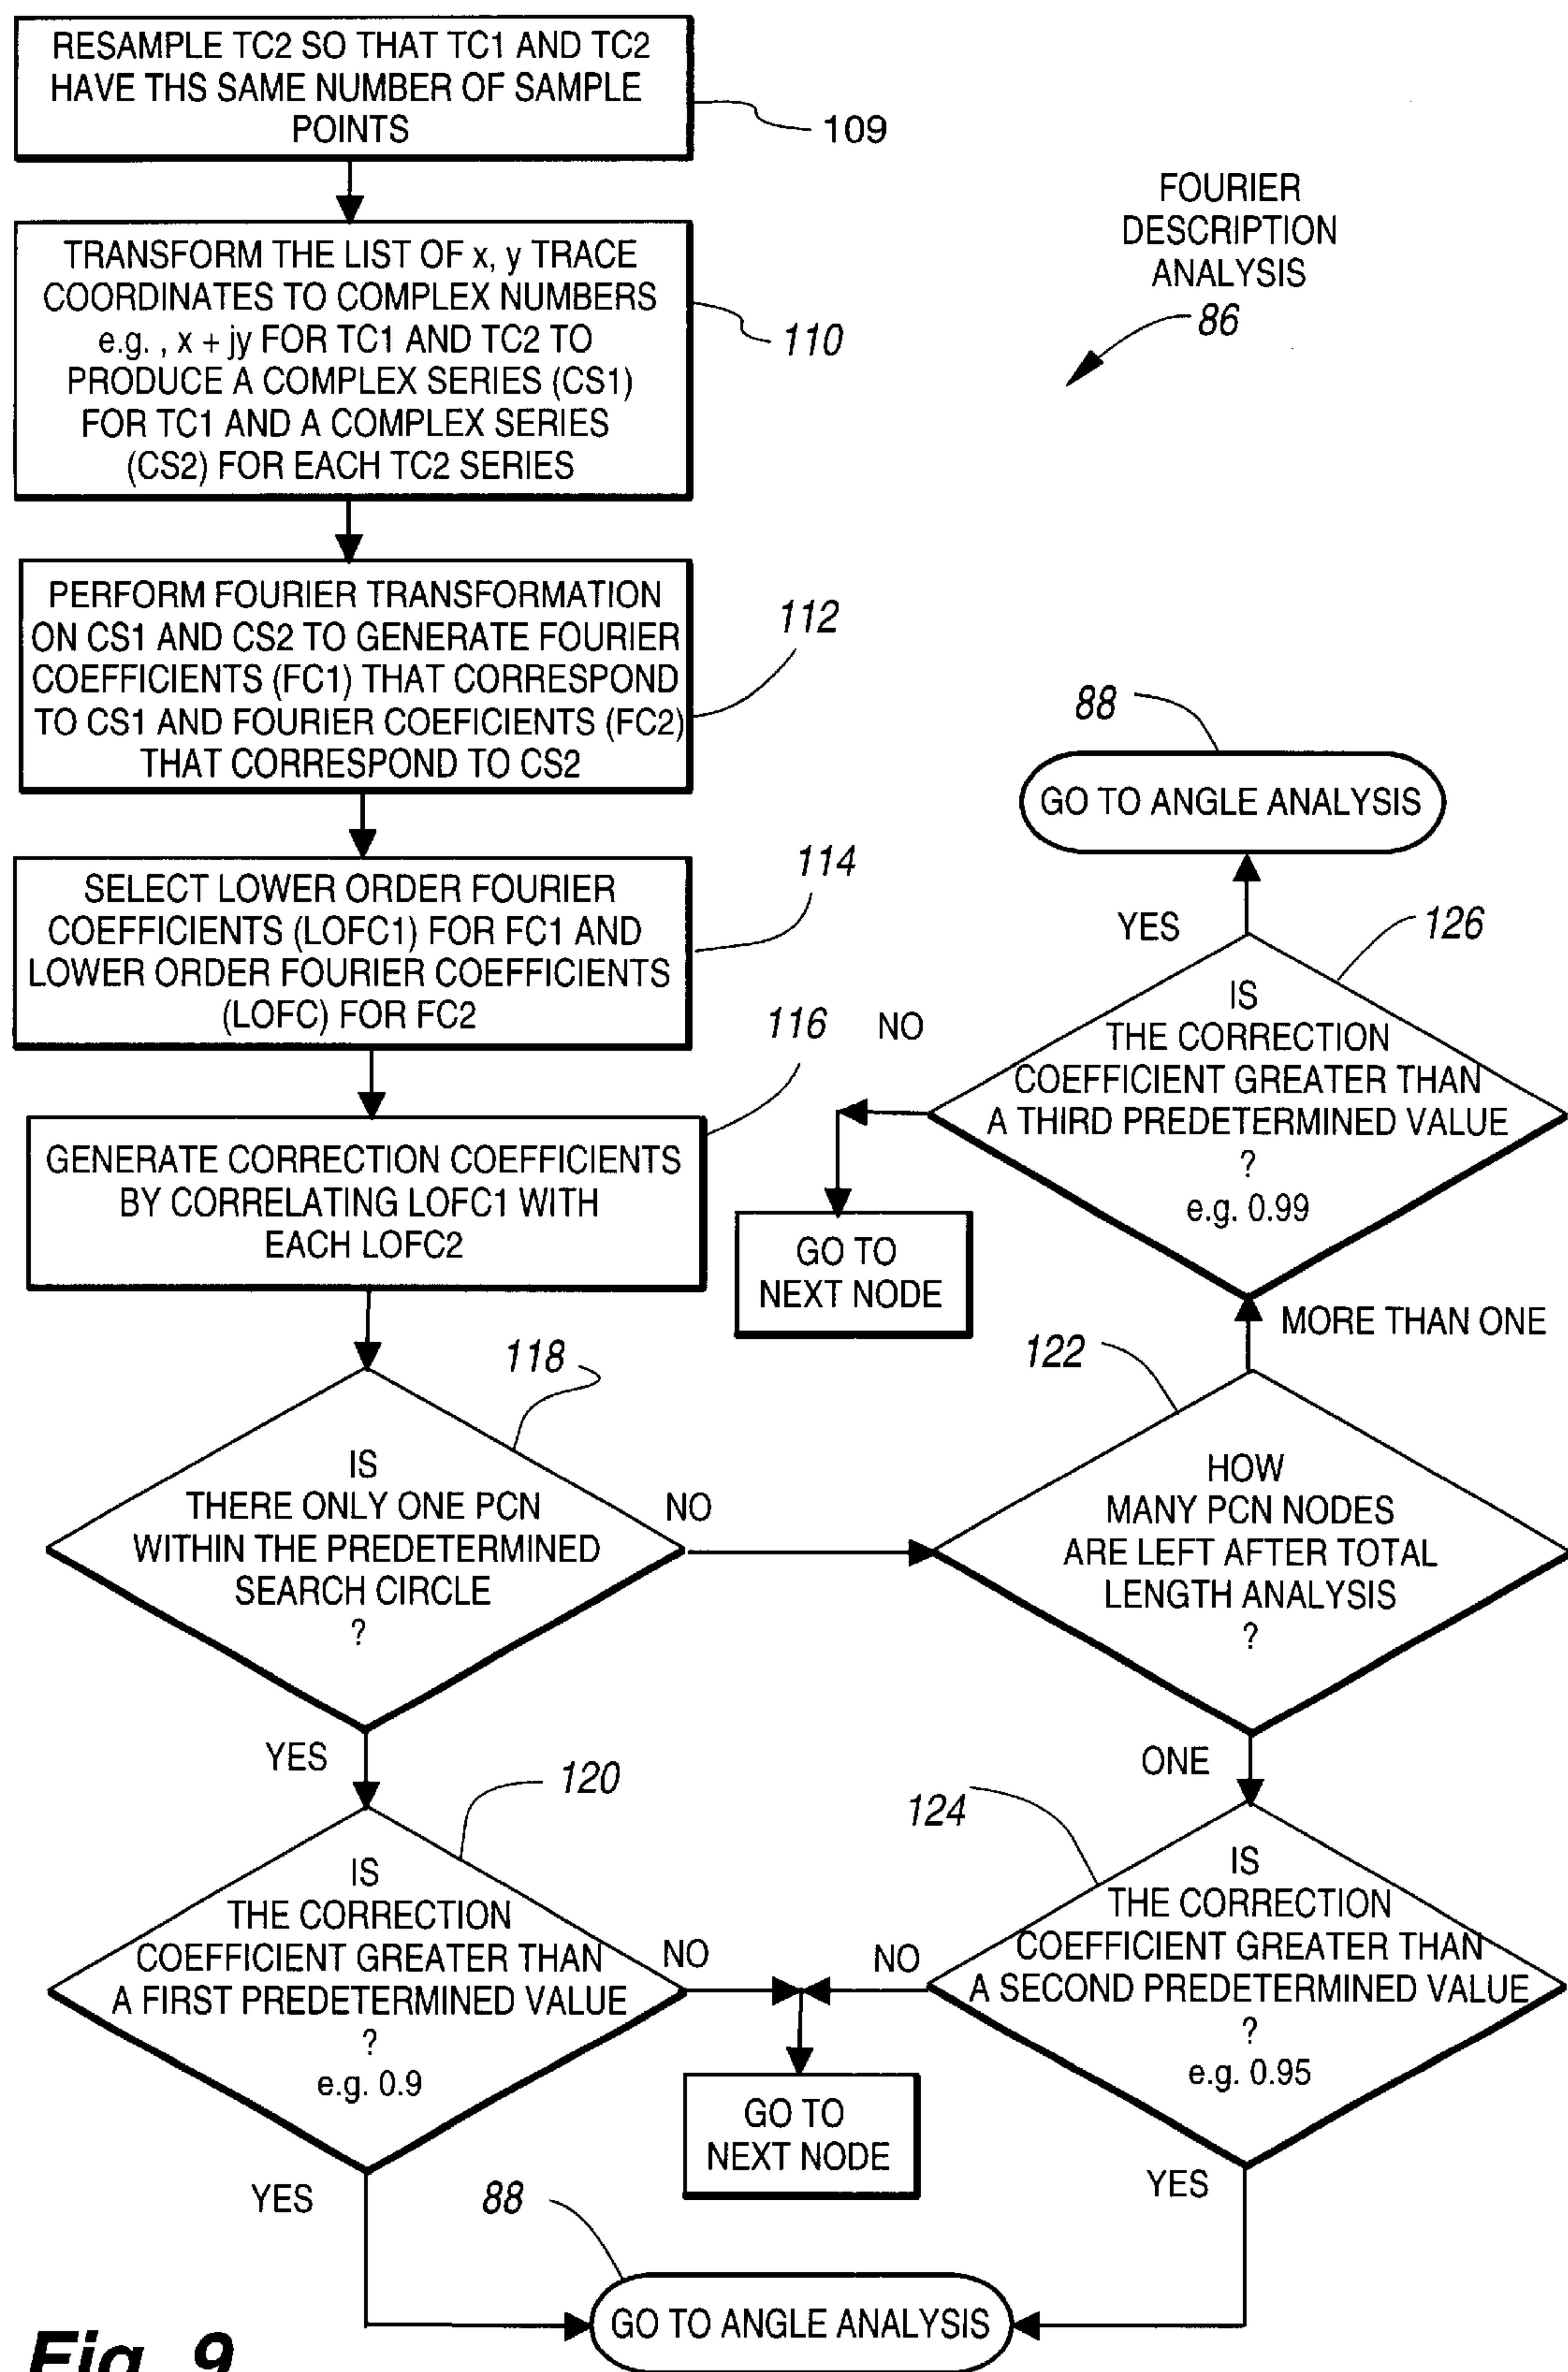 RESAMPLE TC2 SO THAT TC1 AND TC2
HAVE THS SAME NUMBER OF SAMPLE
POINTS
109
FOURIER
DESCRIPTION
ANALYSIS
86
TRANSFORM THE LIST OF x, y TRACE
COORDINATES TO COMPLEX NUMBERS
e.g. , x + jy FOR TC1 AND TC2 TO
PRODUCE A COMPLEX SERIES (CS1)
FOR TC1 AND A COMPLEX SERIES
(CS2) FOR EACH TC2 SERIES
110
PERFORM FOURIER TRANSFORMATION
ON CS1 AND CS2 TO GENERATE FOURIER
COEFFICIENTS (FC1) THAT CORRESPOND
TO CS1 AND FOURIER COEFICIENTS (FC2)
THAT CORRESPOND TO CS2
112
SELECT LOWER ORDER FOURIER
COEFFICIENTS (LOFC1) FOR FC1 AND
LOWER ORDER FOURIER COEFFICIENTS
(LOFC) FOR FC2
114
GENERATE CORRECTION COEFFICIENTS
BY CORRELATING LOFC1 WITH
EACH LOFC2
116
88
GO TO ANGLE ANALYSIS
YES
126
IS
THE CORRECTION
COEFFICIENT GREATER THAN
A THIRD PREDETERMINED VALUE
?
e.g. 0.99
NO
GO TO
NEXT NODE
MORE THAN ONE
118
IS
THERE ONLY ONE PCN
WITHIN THE PREDETERMINED
SEARCH CIRCLE
?
NO
122
HOW
MANY PCN NODES
ARE LEFT AFTER TOTAL
LENGTH ANALYSIS
?
YES
ONE
120
IS
THE CORRECTION
COEFFICIENT GREATER THAN
A FIRST PREDETERMINED VALUE
?
e.g. 0.9
NO
124
IS
THE CORRECTION
COEFFICIENT GREATER THAN
A SECOND PREDETERMINED VALUE
?
e.g. 0.95
NO
GO TO
NEXT NODE
YES
YES
88
GO TO ANGLE ANALYSIS
Fig. 9